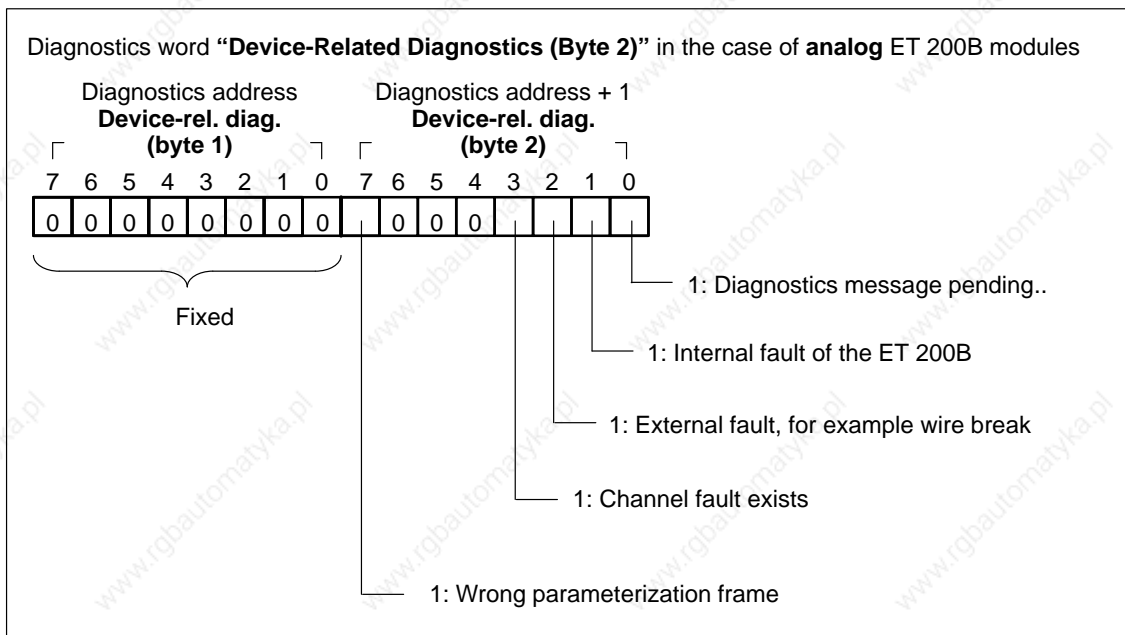 Diagnostics word “Device-Related Diagnostics (Byte 2)” in the case of analog ET 200B modules
Diagnostics address
Device-rel. diag.
(byte 1)
Diagnostics address + 1
Device-rel. diag.
(byte 2)
7 6 5 4 3 2 1 0 7 6 5 4 3 2 1 0
0 0 0 0 0 0 0 0 0 0 0
Fixed
1: Diagnostics message pending..
1: Internal fault of the ET 200B
1: External fault, for example wire break
1: Channel fault exists
1: Wrong parameterization frame
www.rgbautomatyka.pl